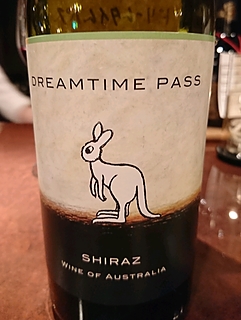 DREAMTIME PASS
SHIRAZ
WINE OF AUSTRALIA